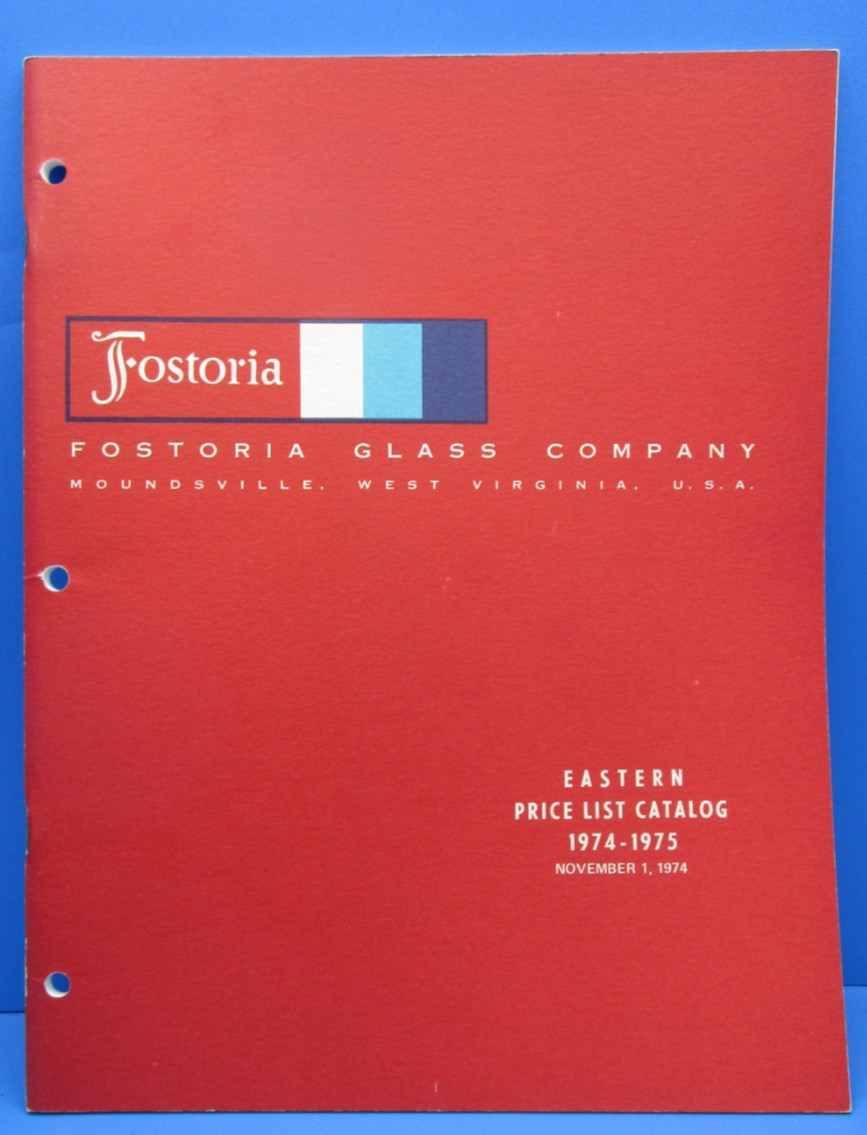 Fostoria
FOSTORIA GLASS COMPANY
MOUNDSVILLE, WEST VIRGINIA, U.S.A.
EASTERN
PRICE LIST CATALOG
1974-1975
NOVEMBER 1, 1974